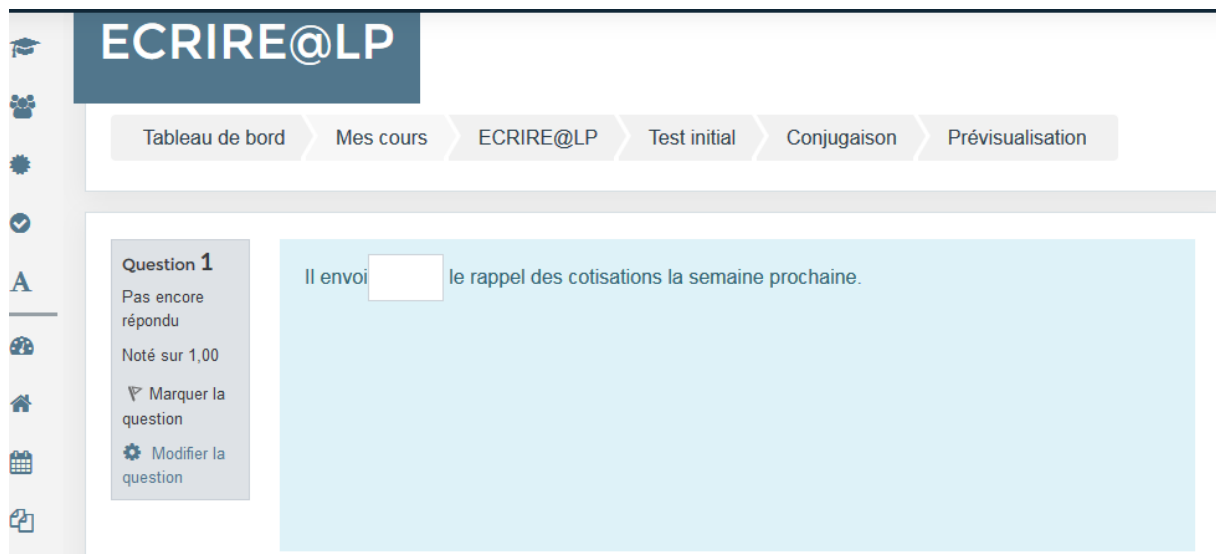 ECRIRE@LP
Tableau de bord Mes cours ECRIRE@LP Test initial Conjugaison Prévisualisation
Question 1
Pas encore
répondu
Noté sur 1,00
Marquer la
question
Modifier la
question
Il envoi le rappel des cotisations la semaine prochaine.
A